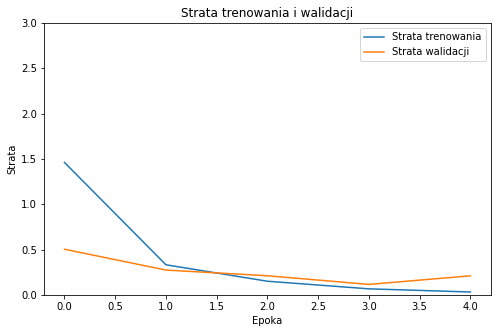 Strata trenowania i walidacji
Strata trenowania
Strata walidacji
3.0
2.5
2.0
1.5
1.0
0.5
0.0
Strata
0.0 0.5 1.0 1.5 2.0 2.5 3.0 3.5 4.0
Epoka